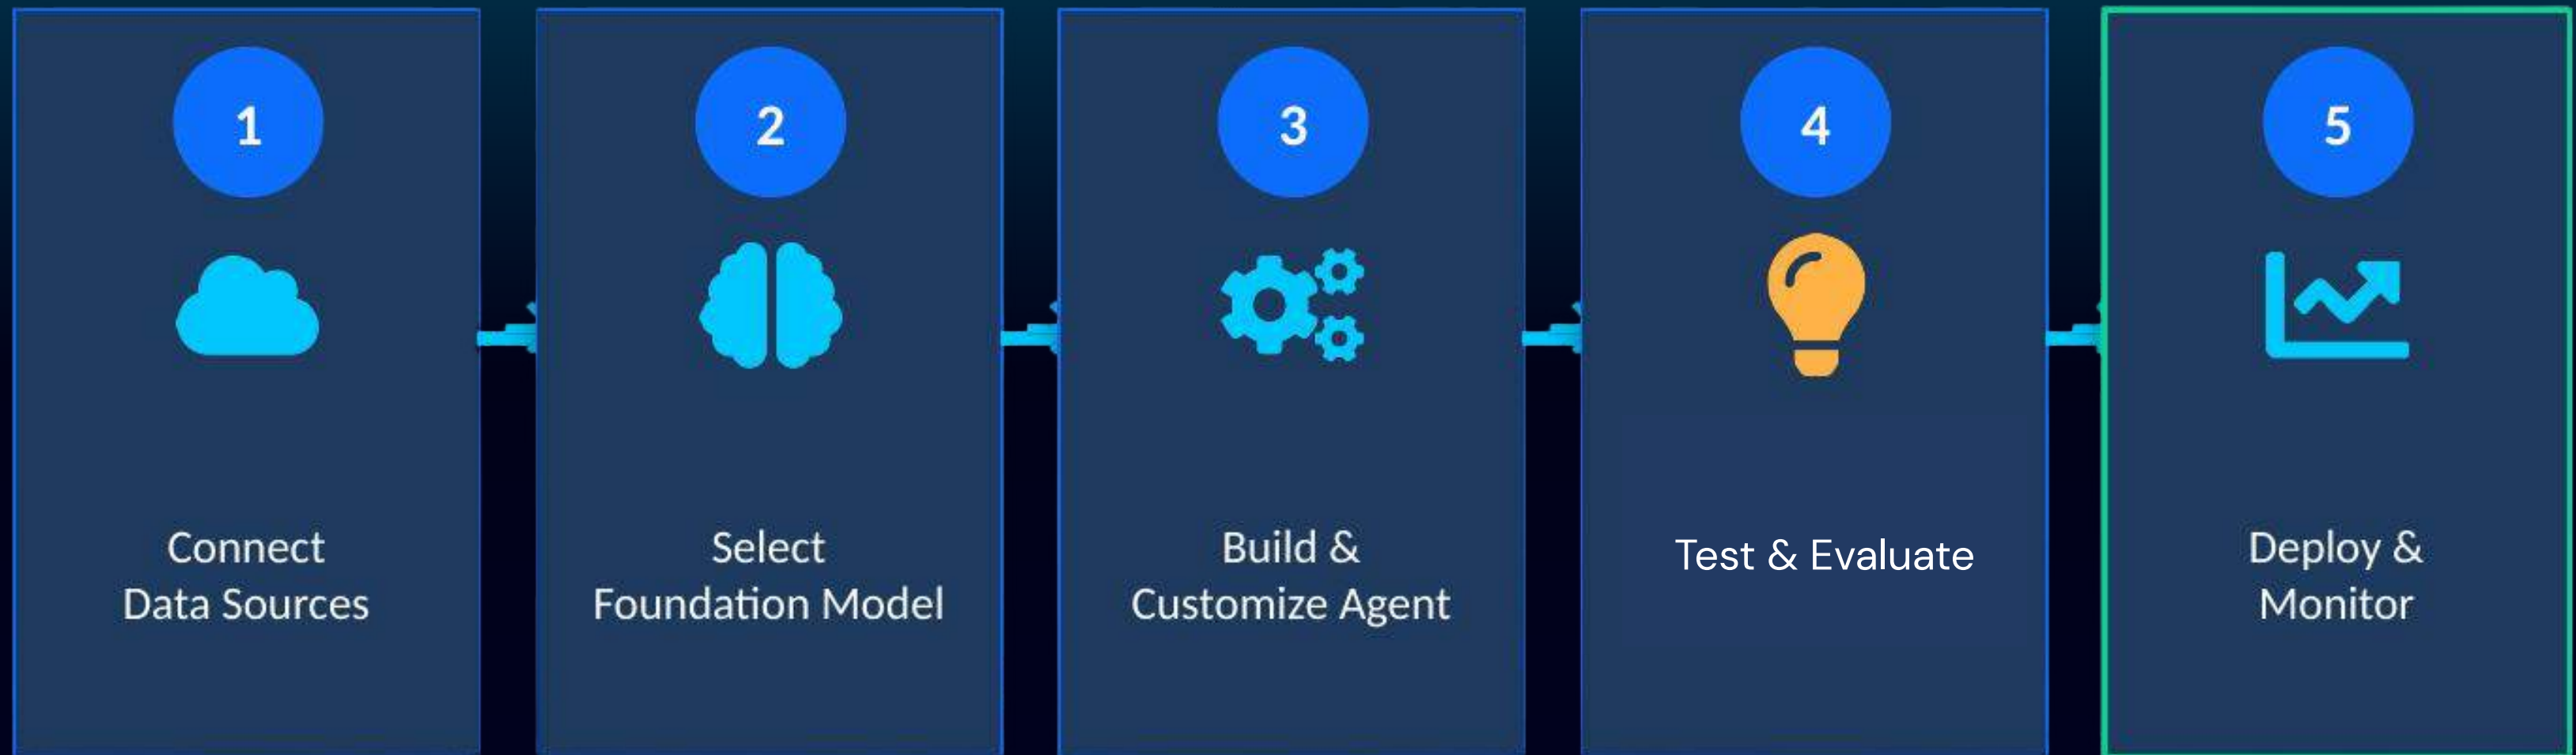 1
Connect
Data Sources
2
Select
Foundation Model
3
Build &
Customize Agent
4
Test & Evaluate
5
Deploy &
Monitor